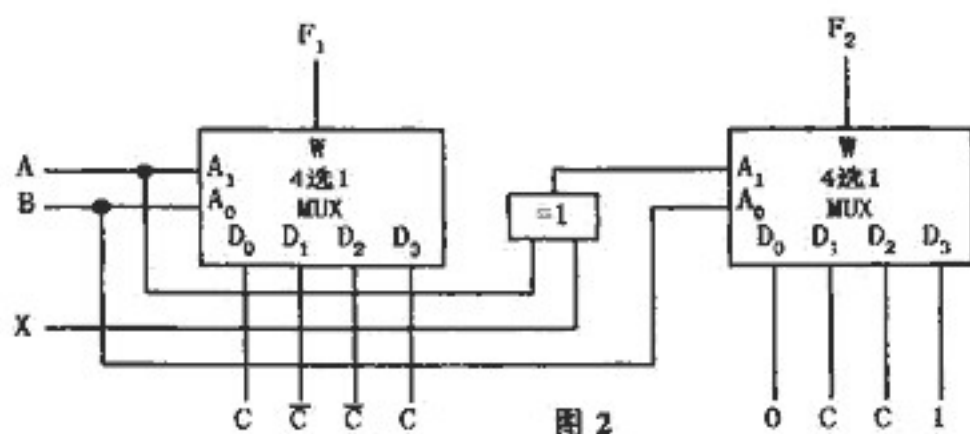 F₁ F₂
A A₁ W 4选1 MUX A₁ W 4选1 MUX
B A₀ =1 A₀
D₀ D₁ D₂ D₃ D₀ D₁ D₂ D₃
X
C C̅ C̅ C 0 C C 1
图 2